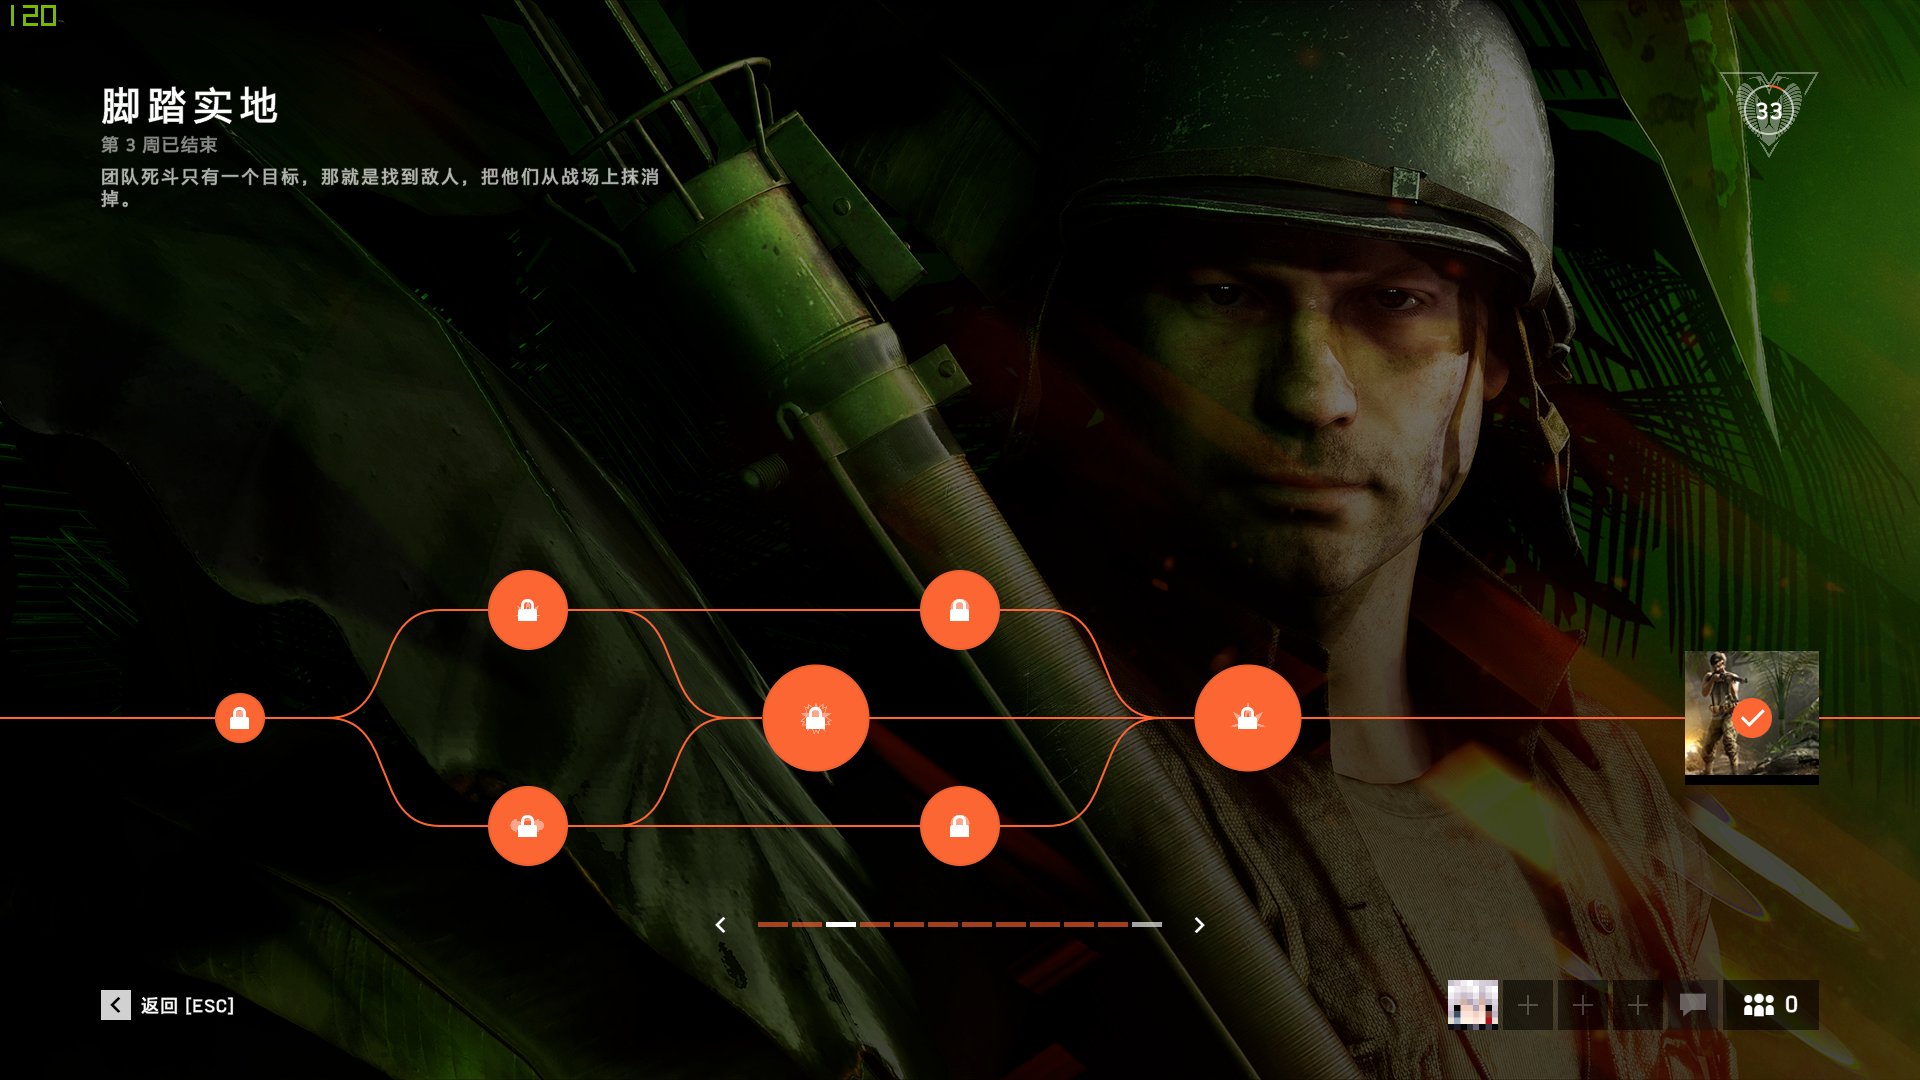 120
脚踏实地
33
第 3 周已结束
团队死斗只有一个目标，那就是找到敌人，把他们从战场上抹消
掉。
返回 [ESC]
0